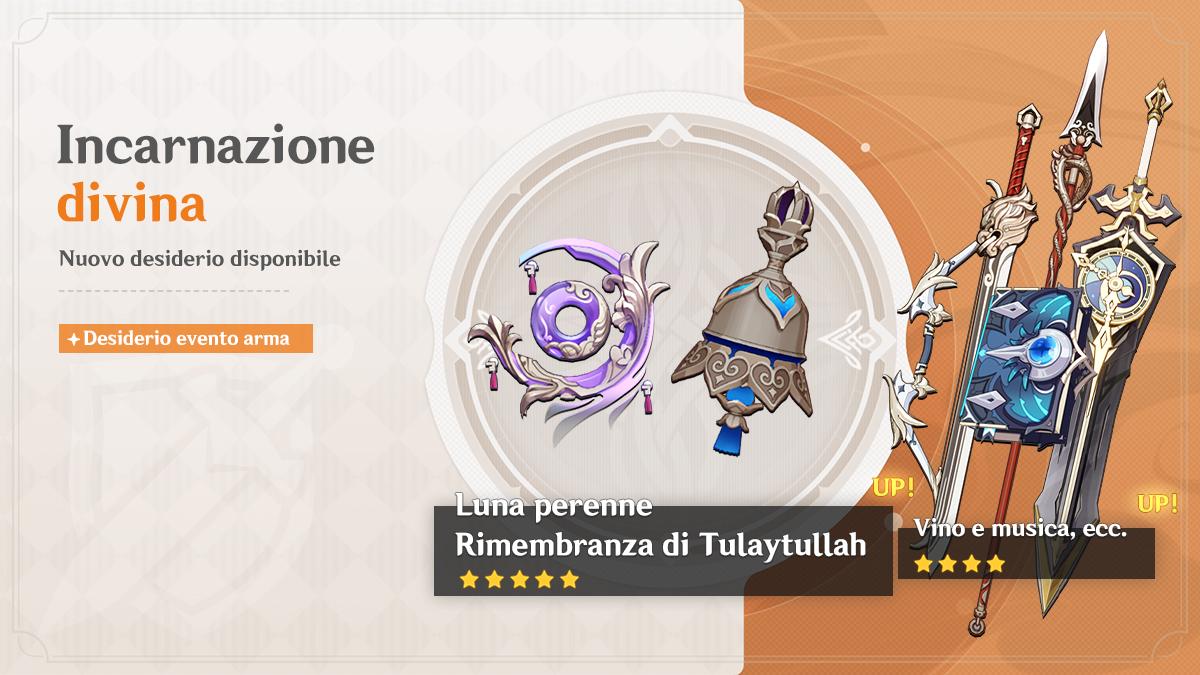 Incarnazione
divina
Nuovo desiderio disponibile
Desiderio evento arma
Luna perenne
Rimembranza di Tulaytullah
UP!
Vino e musica, ecc.
UP!